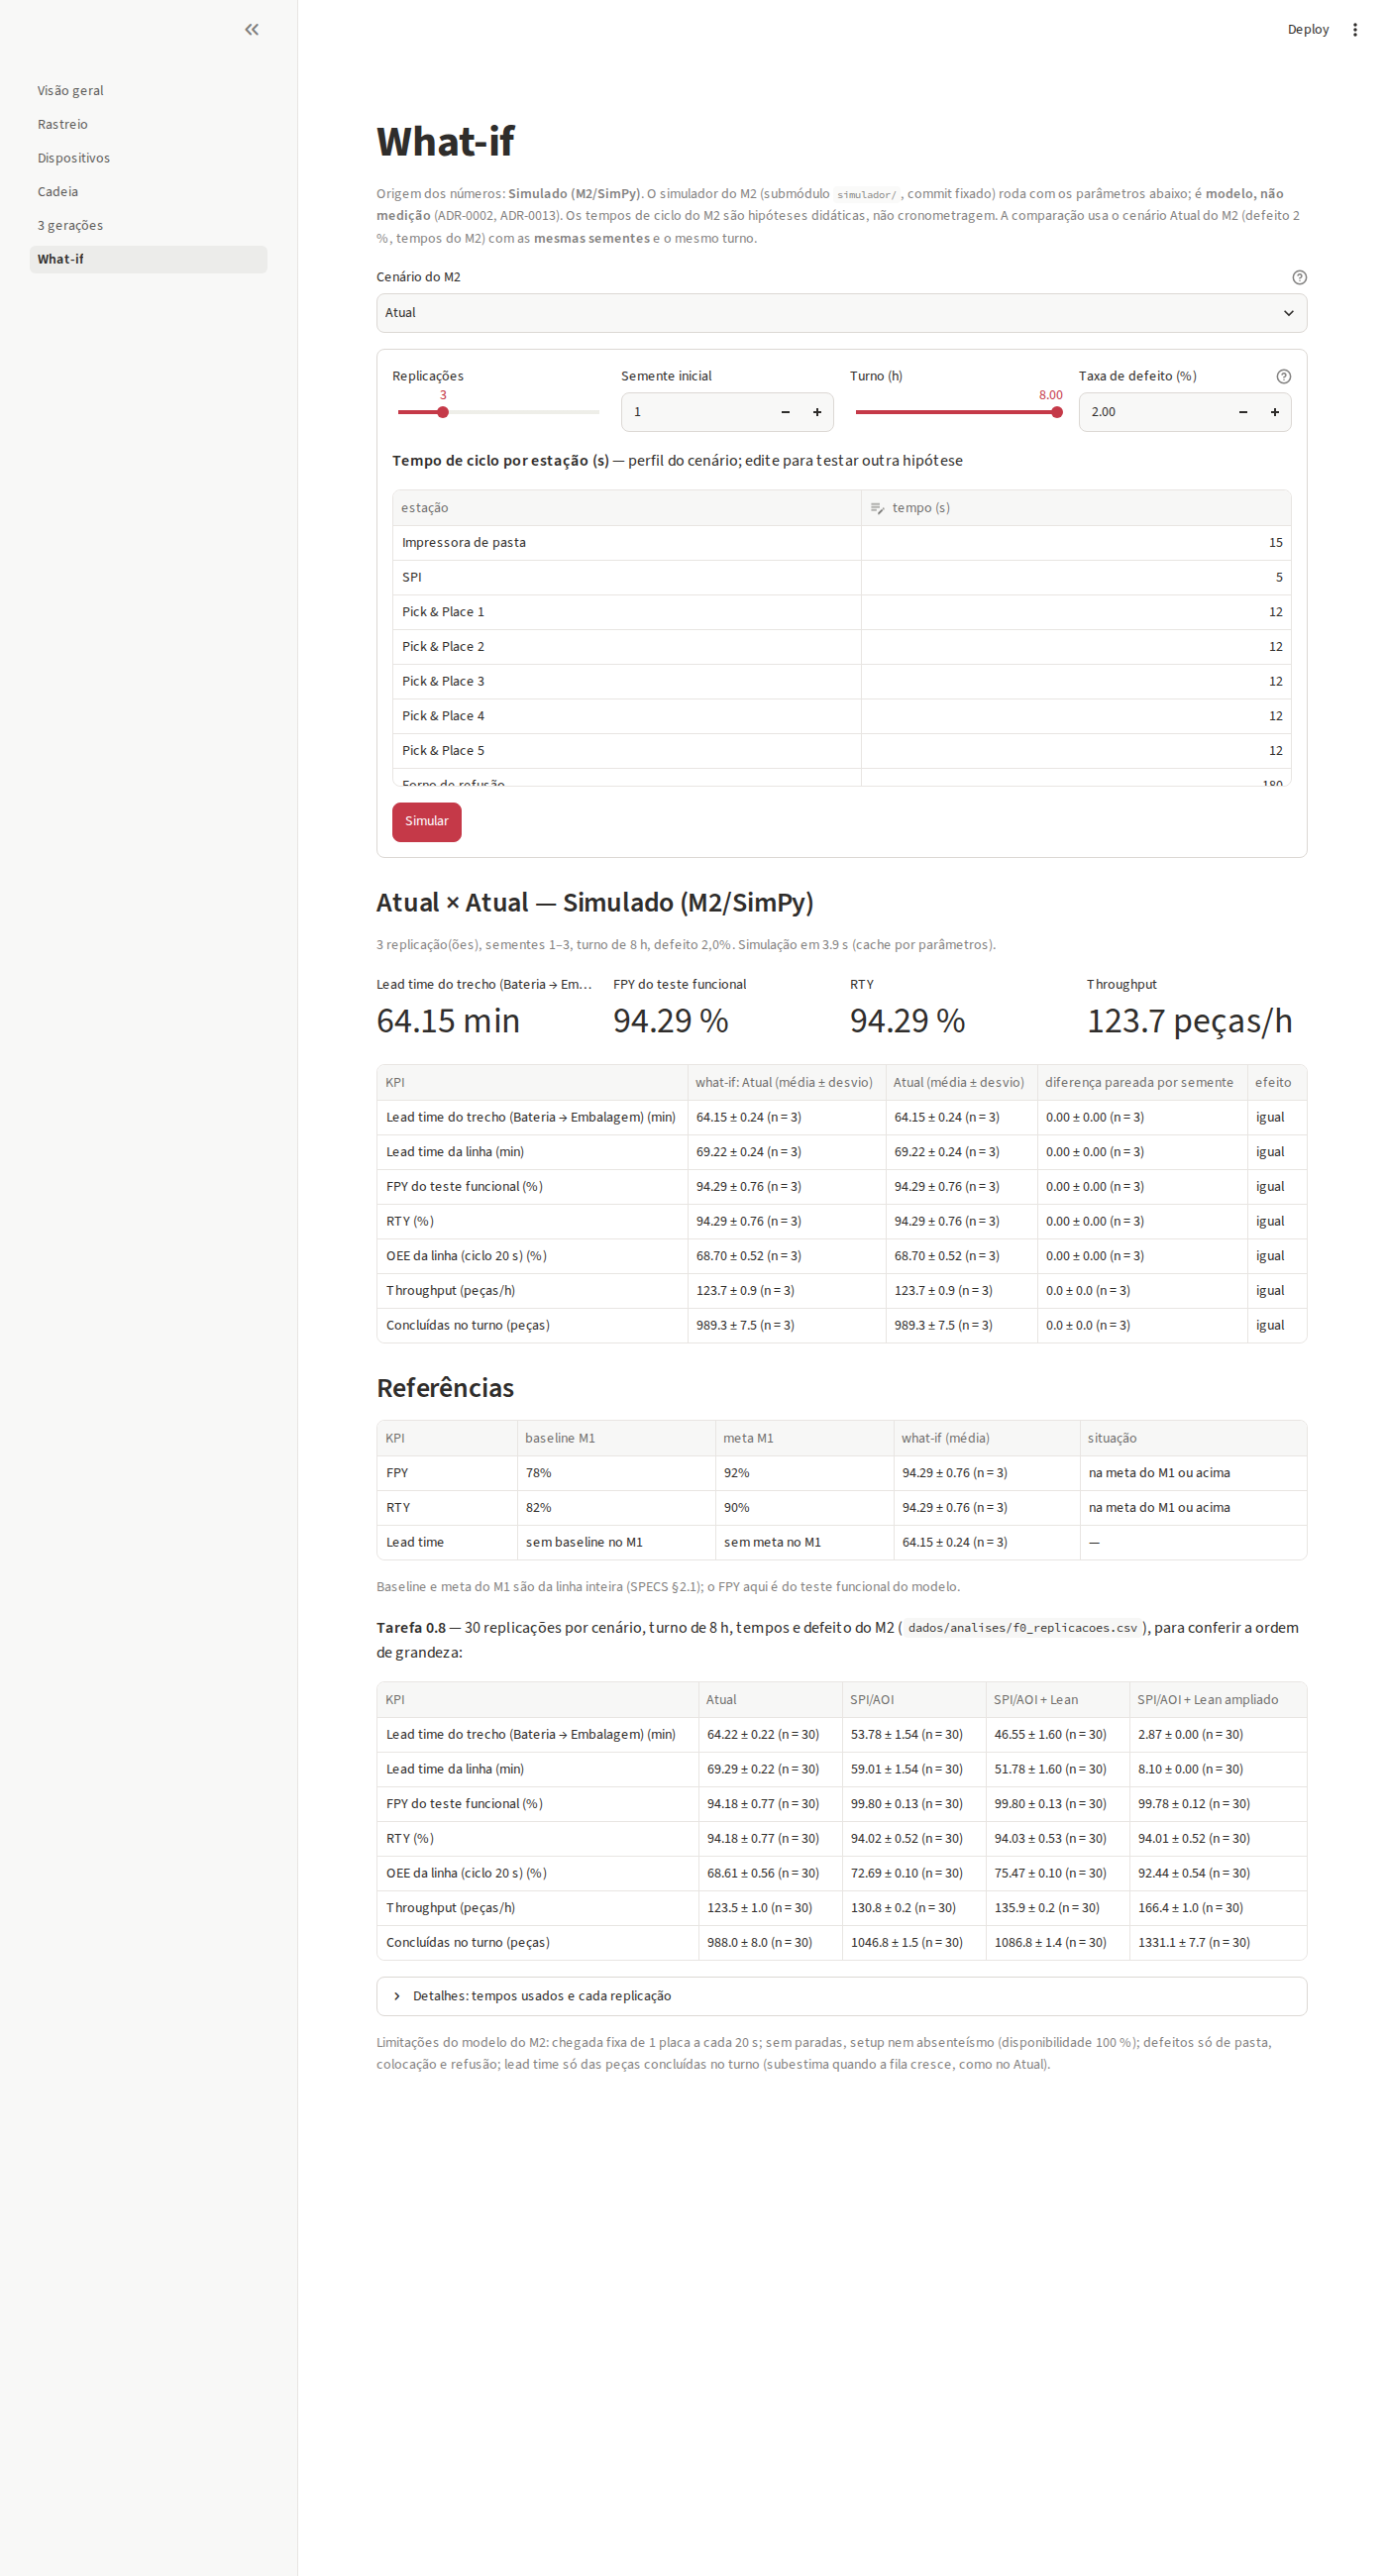 Deploy
Visão geral
Rastreio
Dispositivos
Cadeia
3 gerações
What-if
What-if
Origem dos números: Simulado (M2/SimPy). O simulador do M2 (submódulo simulador/, commit fixado) roda com os parâmetros abaixo; é modelo, não
medição (ADR-0002, ADR-0013). Os tempos de ciclo do M2 são hipóteses didáticas, não cronometragem. A comparação usa o cenário Atual do M2 (defeito 2
%, tempos do M2) com as mesmas sementes e o mesmo turno.
Cenário do M2
Atual
Replicações Semente inicial Turno (h) Taxa de defeito (%)
3 8.00
1 2.00
Tempo de ciclo por estação (s) — perfil do cenário; edite para testar outra hipótese
estação tempo (s)
Impressora de pasta 15
SPI 5
Pick & Place 1 12
Pick & Place 2 12
Pick & Place 3 12
Pick & Place 4 12
Pick & Place 5 12
Forno de refusão 180
Simular
Atual × Atual — Simulado (M2/SimPy)
3 replicação(ões), sementes 1–3, turno de 8 h, defeito 2,0%. Simulação em 3.9 s (cache por parâmetros).
Lead time do trecho (Bateria → Em… FPY do teste funcional RTY Throughput
64.15 min 94.29 % 94.29 % 123.7 peças/h
KPI what-if: Atual (média ± desvio) Atual (média ± desvio) diferença pareada por semente efeito
Lead time do trecho (Bateria → Embalagem) (min) 64.15 ± 0.24 (n = 3) 64.15 ± 0.24 (n = 3) 0.00 ± 0.00 (n = 3) igual
Lead time da linha (min) 69.22 ± 0.24 (n = 3) 69.22 ± 0.24 (n = 3) 0.00 ± 0.00 (n = 3) igual
FPY do teste funcional (%) 94.29 ± 0.76 (n = 3) 94.29 ± 0.76 (n = 3) 0.00 ± 0.00 (n = 3) igual
RTY (%) 94.29 ± 0.76 (n = 3) 94.29 ± 0.76 (n = 3) 0.00 ± 0.00 (n = 3) igual
OEE da linha (ciclo 20 s) (%) 68.70 ± 0.52 (n = 3) 68.70 ± 0.52 (n = 3) 0.00 ± 0.00 (n = 3) igual
Throughput (peças/h) 123.7 ± 0.9 (n = 3) 123.7 ± 0.9 (n = 3) 0.0 ± 0.0 (n = 3) igual
Concluídas no turno (peças) 989.3 ± 7.5 (n = 3) 989.3 ± 7.5 (n = 3) 0.0 ± 0.0 (n = 3) igual
Referências
KPI baseline M1 meta M1 what-if (média) situação
FPY 78% 92% 94.29 ± 0.76 (n = 3) na meta do M1 ou acima
RTY 82% 90% 94.29 ± 0.76 (n = 3) na meta do M1 ou acima
Lead time sem baseline no M1 sem meta no M1 64.15 ± 0.24 (n = 3) —
Baseline e meta do M1 são da linha inteira (SPECS §2.1); o FPY aqui é do teste funcional do modelo.
Tarefa 0.8 — 30 replicações por cenário, turno de 8 h, tempos e defeito do M2 ( dados/analises/f0_replicacoes.csv ), para conferir a ordem
de grandeza:
KPI Atual SPI/AOI SPI/AOI + Lean SPI/AOI + Lean ampliado
Lead time do trecho (Bateria → Embalagem) (min) 64.22 ± 0.22 (n = 30) 53.78 ± 1.54 (n = 30) 46.55 ± 1.60 (n = 30) 2.87 ± 0.00 (n = 30)
Lead time da linha (min) 69.29 ± 0.22 (n = 30) 59.01 ± 1.54 (n = 30) 51.78 ± 1.60 (n = 30) 8.10 ± 0.00 (n = 30)
FPY do teste funcional (%) 94.18 ± 0.77 (n = 30) 99.80 ± 0.13 (n = 30) 99.80 ± 0.13 (n = 30) 99.78 ± 0.12 (n = 30)
RTY (%) 94.18 ± 0.77 (n = 30) 94.02 ± 0.52 (n = 30) 94.03 ± 0.53 (n = 30) 94.01 ± 0.52 (n = 30)
OEE da linha (ciclo 20 s) (%) 68.61 ± 0.56 (n = 30) 72.69 ± 0.10 (n = 30) 75.47 ± 0.10 (n = 30) 92.44 ± 0.54 (n = 30)
Throughput (peças/h) 123.5 ± 1.0 (n = 30) 130.8 ± 0.2 (n = 30) 135.9 ± 0.2 (n = 30) 166.4 ± 1.0 (n = 30)
Concluídas no turno (peças) 988.0 ± 8.0 (n = 30) 1046.8 ± 1.5 (n = 30) 1086.8 ± 1.4 (n = 30) 1331.1 ± 7.7 (n = 30)
Detalhes: tempos usados e cada replicação
Limitações do modelo do M2: chegada fixa de 1 placa a cada 20 s; sem paradas, setup nem absenteísmo (disponibilidade 100 %); defeitos só de pasta,
colocação e refusão; lead time só das peças concluídas no turno (subestima quando a fila cresce, como no Atual).